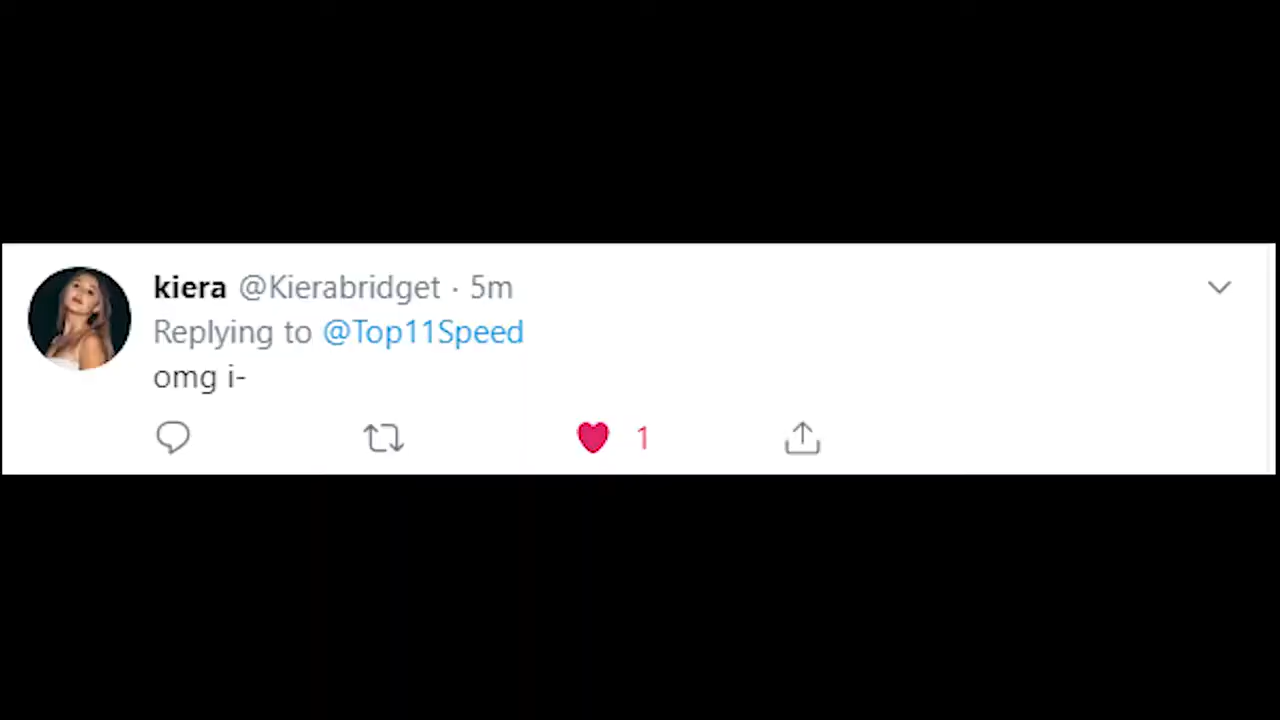 kiera @Kierabridget · 5m
Replying to @Top11Speed
omg i-
1